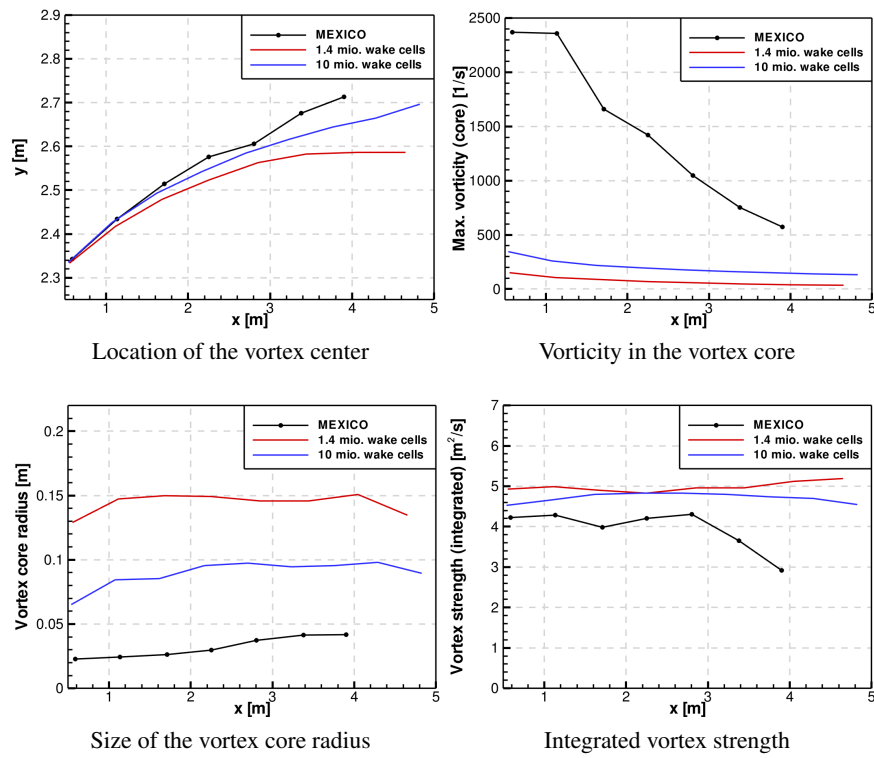 2.9
2.8
2.7
2.6
2.5
2.4
2.3
y [m]
MEXICO
1.4 mio. wake cells
10 mio. wake cells
1
2
3
4
5
x [m]
Location of the vortex center
2500
2000
1500
1000
500
0
Max. vorticity (core) [1/s]
MEXICO
1.4 mio. wake cells
10 mio. wake cells
1
2
3
4
5
x [m]
Vorticity in the vortex core
0.2
0.15
0.1
0.05
0
Vortex core radius [m]
MEXICO
1.4 mio. wake cells
10 mio. wake cells
1
2
3
4
5
x [m]
Size of the vortex core radius
7
6
5
4
3
2
1
0
Vortex strength (integrated) [m²/s]
MEXICO
1.4 mio. wake cells
10 mio. wake cells
1
2
3
4
5
x [m]
Integrated vortex strength